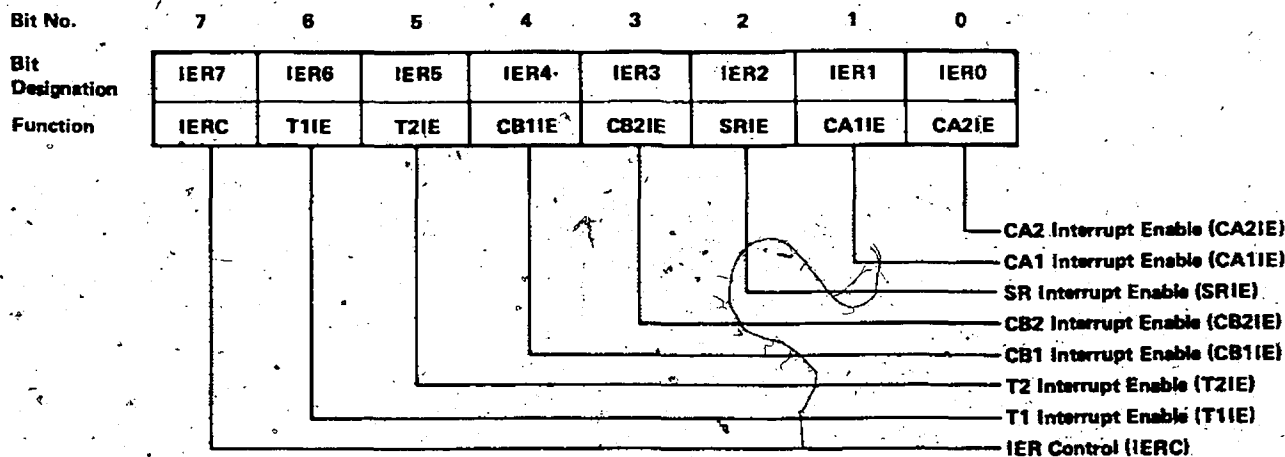 Bit No. 7 6 5 4 3 2 1 0
Bit
Designation
IER7 IER6 IER5 IER4 IER3 IER2 IER1 IER0
Function IERC T1IE T2IE CB1IE CB2IE SRIE CA1IE CA2IE
CA2 Interrupt Enable (CA2IE)
CA1 Interrupt Enable (CA1IE)
SR Interrupt Enable (SRIE)
CB2 Interrupt Enable (CB2IE)
CB1 Interrupt Enable (CB1IE)
T2 Interrupt Enable (T2IE)
T1 Interrupt Enable (T1IE)
IER Control (IERC)